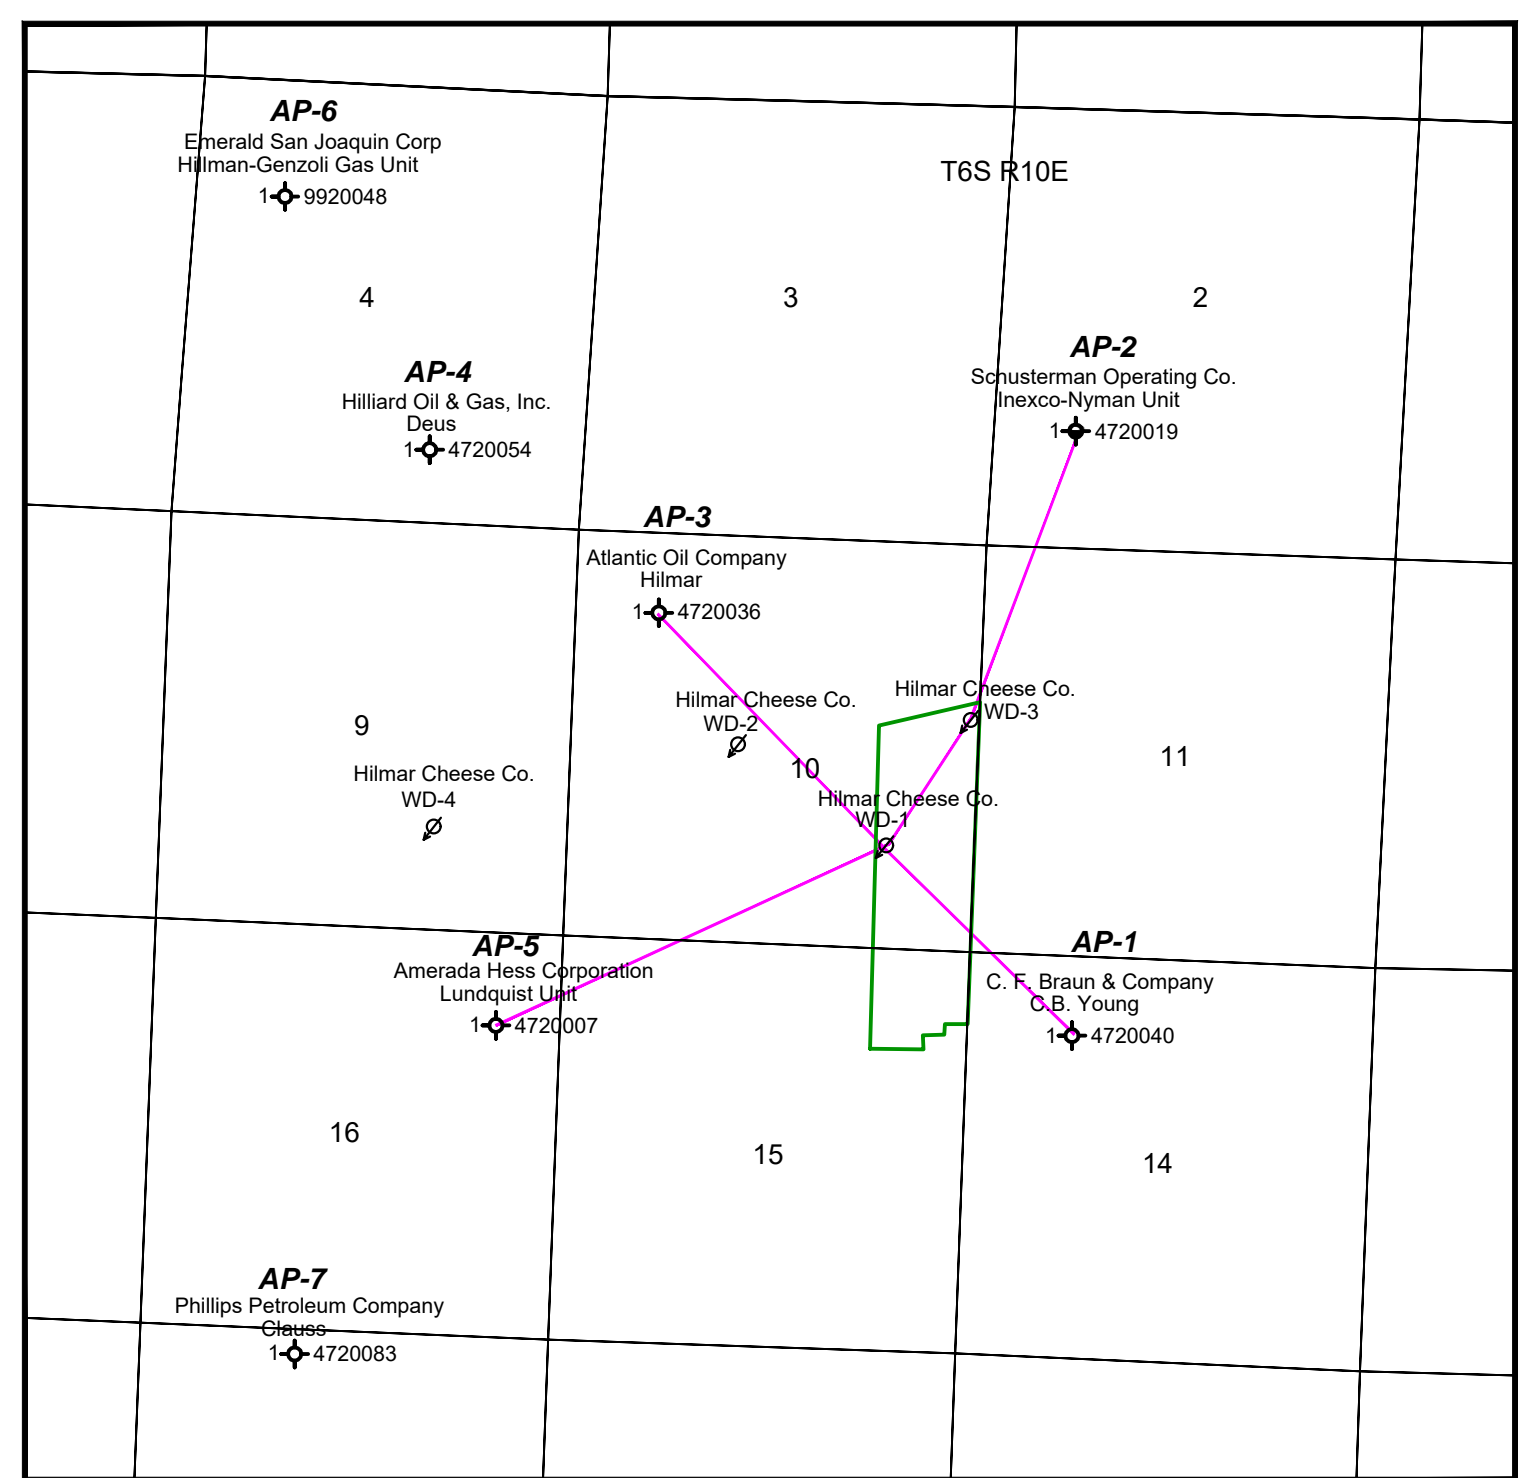 AP-6
Emerald San Joaquin Corp
Hillman-Genzoli Gas Unit
1 9920048
T6S R10E
4
3
2
AP-2
Schusterman Operating Co.
Inexco-Nyman Unit
1 4720019
AP-4
Hilliard Oil & Gas, Inc.
Deus
1 4720054
AP-3
Atlantic Oil Company
Hilmar
1 4720036
Hilmar Cheese Co.
WD-3
Hilmar Cheese Co.
WD-2
9
10
11
Hilmar Cheese Co.
WD-4
Hilmar Cheese Co.
WD-1
AP-5
Amerada Hess Corporation
Lundquist Unit
1 4720007
AP-1
C. F. Braun & Company
C.B. Young
1 4720040
16
15
14
AP-7
Phillips Petroleum Company
Clauss
1 4720083